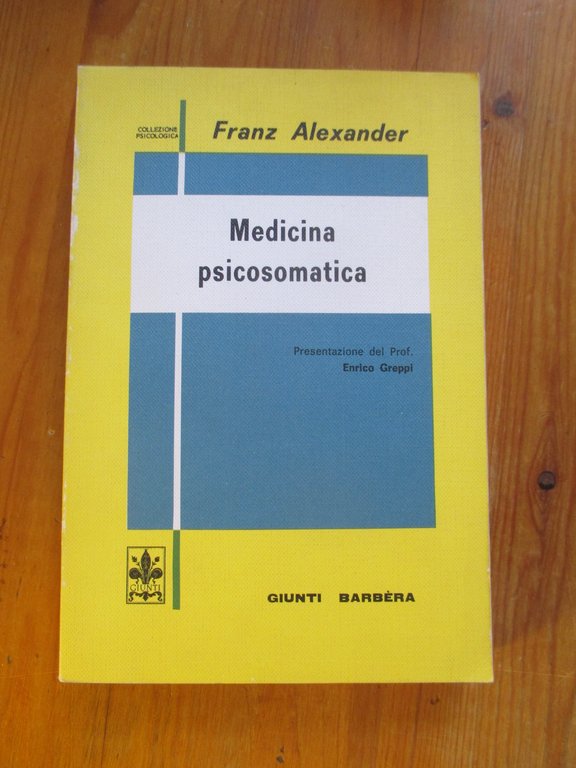 COLLEZIONE
PSICOLOGICA
Franz Alexander
Medicina
psicosomatica
Presentazione del Prof.
Enrico Greppi
GIUNTI
GIUNTI BARBÈRA